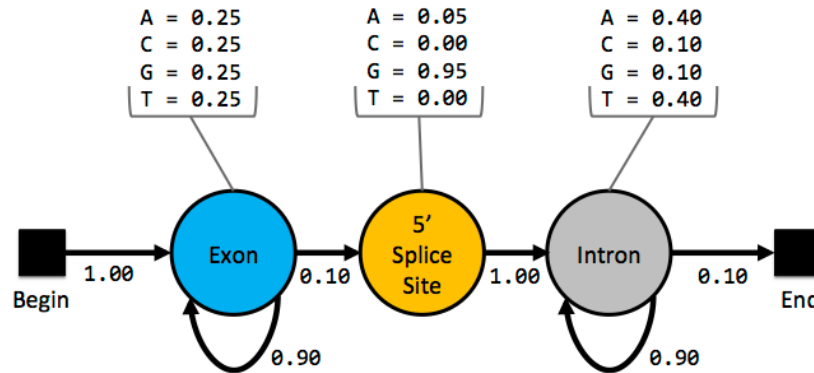 A = 0.25
C = 0.25
G = 0.25
T = 0.25
A = 0.05
C = 0.00
G = 0.95
T = 0.00
A = 0.40
C = 0.10
G = 0.10
T = 0.40
Begin
1.00
Exon
0.90
0.10
5’
Splice
Site
1.00
Intron
0.90
0.10
End